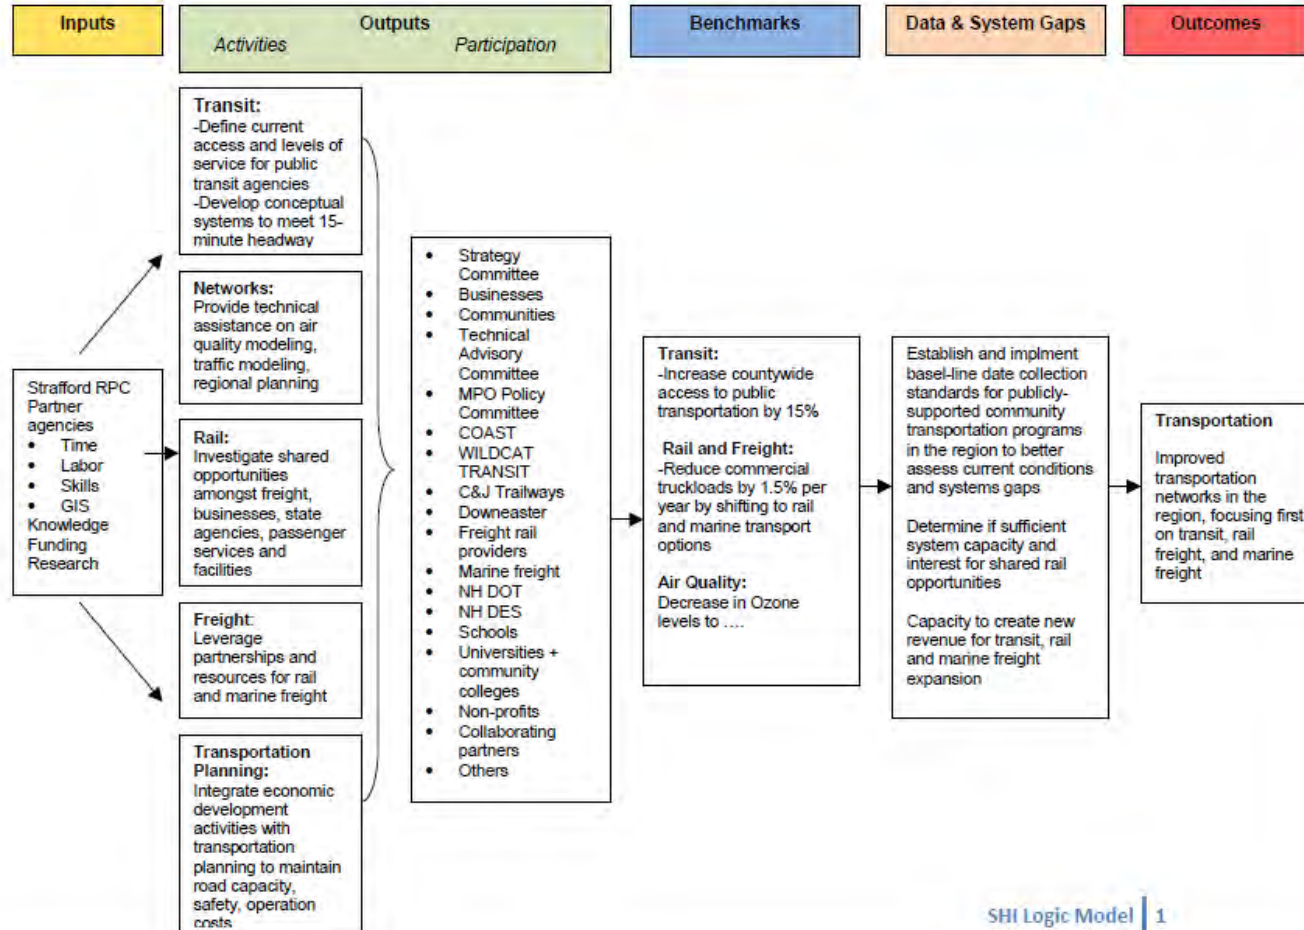 Inputs
Outputs
Activities
Participation
Benchmarks
Data & System Gaps
Outcomes
Strafford RPC
Partner
agencies
• Time
• Labor
• Skills
• GIS
Knowledge
Funding
Research
Transit:
-Define current
access and levels of
service for public
transit agencies
-Develop conceptual
systems to meet 15-
minute headway
Networks:
Provide technical
assistance on air
quality modeling,
traffic modeling,
regional planning
Rail:
Investigate shared
opportunities
amongst freight,
businesses, state
agencies, passenger
services and
facilities
Freight:
Leverage
partnerships and
resources for rail
and marine freight
Transportation
Planning:
Integrate economic
development
activities with
transportation
planning to maintain
road capacity,
safety, operation
costs
• Strategy
Committee
• Businesses
• Communities
• Technical
Advisory
Committee
• MPO Policy
Committee
• COAST
• WILDCAT
TRANSIT
• C&J Trailways
• Downeaster
• Freight rail
providers
• Marine freight
• NH DOT
• NH DES
• Schools
• Universities +
community
colleges
• Non-profits
• Collaborating
partners
• Others
Transit:
-Increase countywide
access to public
transportation by 15%
Rail and Freight:
-Reduce commercial
truckloads by 1.5% per
year by shifting to rail
and marine transport
options
Air Quality:
Decrease in Ozone
levels to ....
Establish and implment
basel-line date collection
standards for publicly-
supported community
transportation programs
in the region to better
assess current conditions
and systems gaps
Determine if sufficient
system capacity and
interest for shared rail
opportunities
Capacity to create new
revenue for transit, rail
and marine freight
expansion
Transportation
Improved
transportation
networks in the
region, focusing first
on transit, rail
freight, and marine
freight
SHI Logic Model | 1